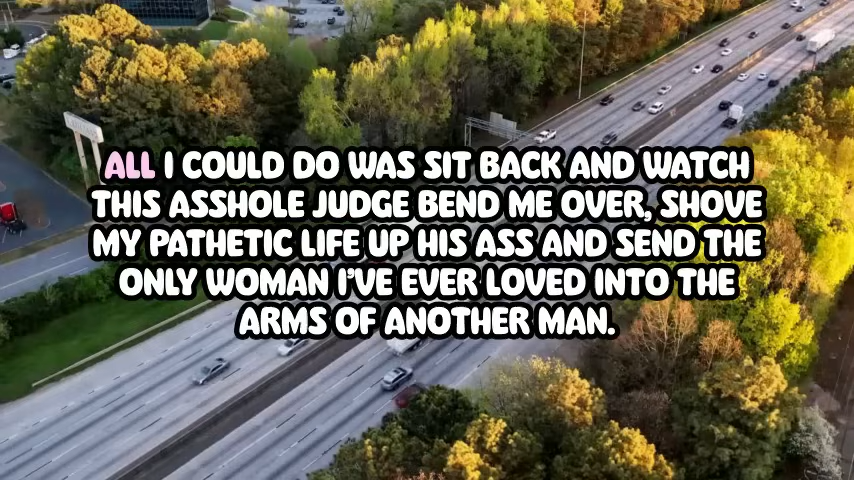 ALL I COULD DO WAS SIT BACK AND WATCH
THIS ASSHOLE JUDGE BEND ME OVER, SHOVE
MY PATHETIC LIFE UP HIS ASS AND SEND THE
ONLY WOMAN I'VE EVER LOVED INTO THE
ARMS OF ANOTHER MAN.